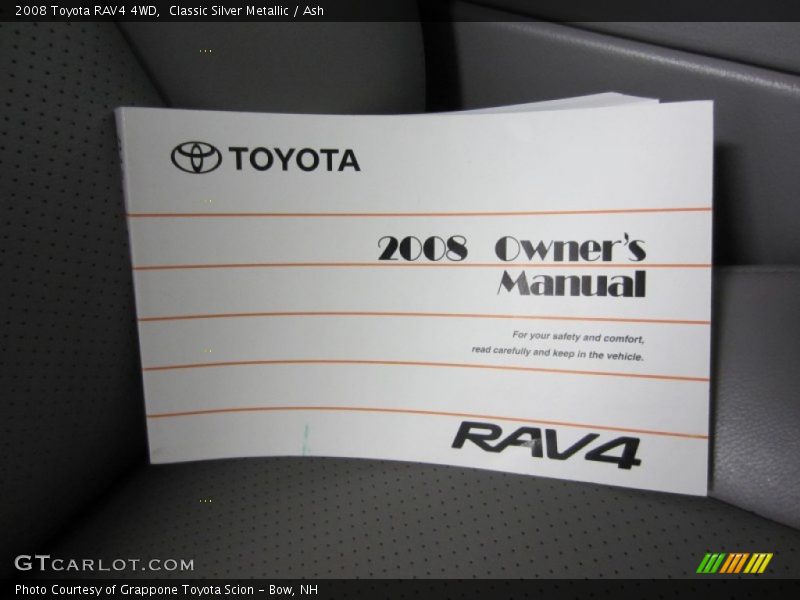 2008 Toyota RAV4 4WD,  Classic Silver Metallic / Ash
TOYOTA
2008 Owner's
Manual
For your safety and comfort,
read carefully and keep in the vehicle.
RAV4
GTCARLOT.COM
Photo Courtesy of Grappone Toyota Scion - Bow, NH